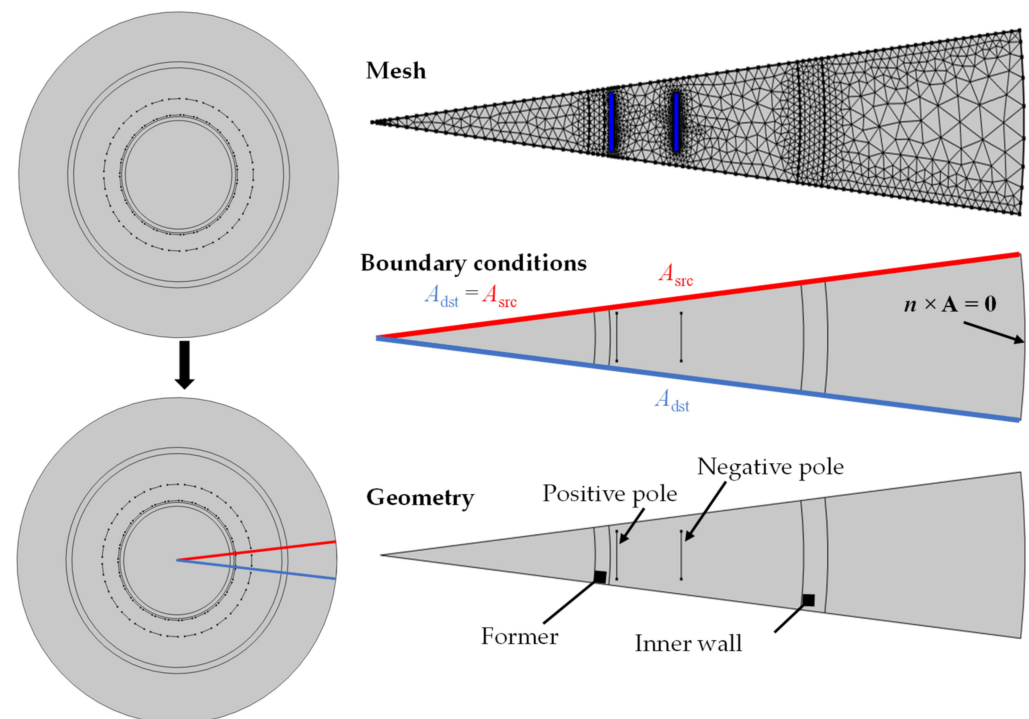 Mesh
Boundary conditions
A_dst = A_src
A_src
n × A = 0
A_dst
Geometry
Positive pole
Negative pole
Former
Inner wall